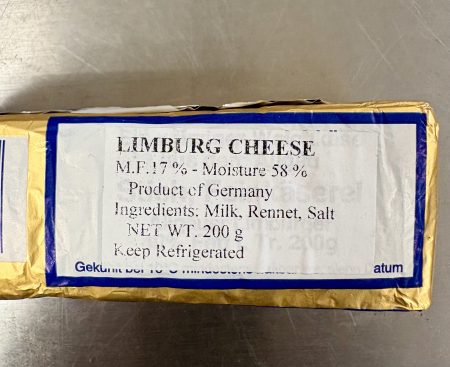 LIMBURG CHEESE
M.F.17 % - Moisture 58 %
Product of Germany
Ingredients: Milk, Rennet, Salt
NET WT. 200 g
Keep Refrigerated
Gekühlt bei 10°C mindestens atum